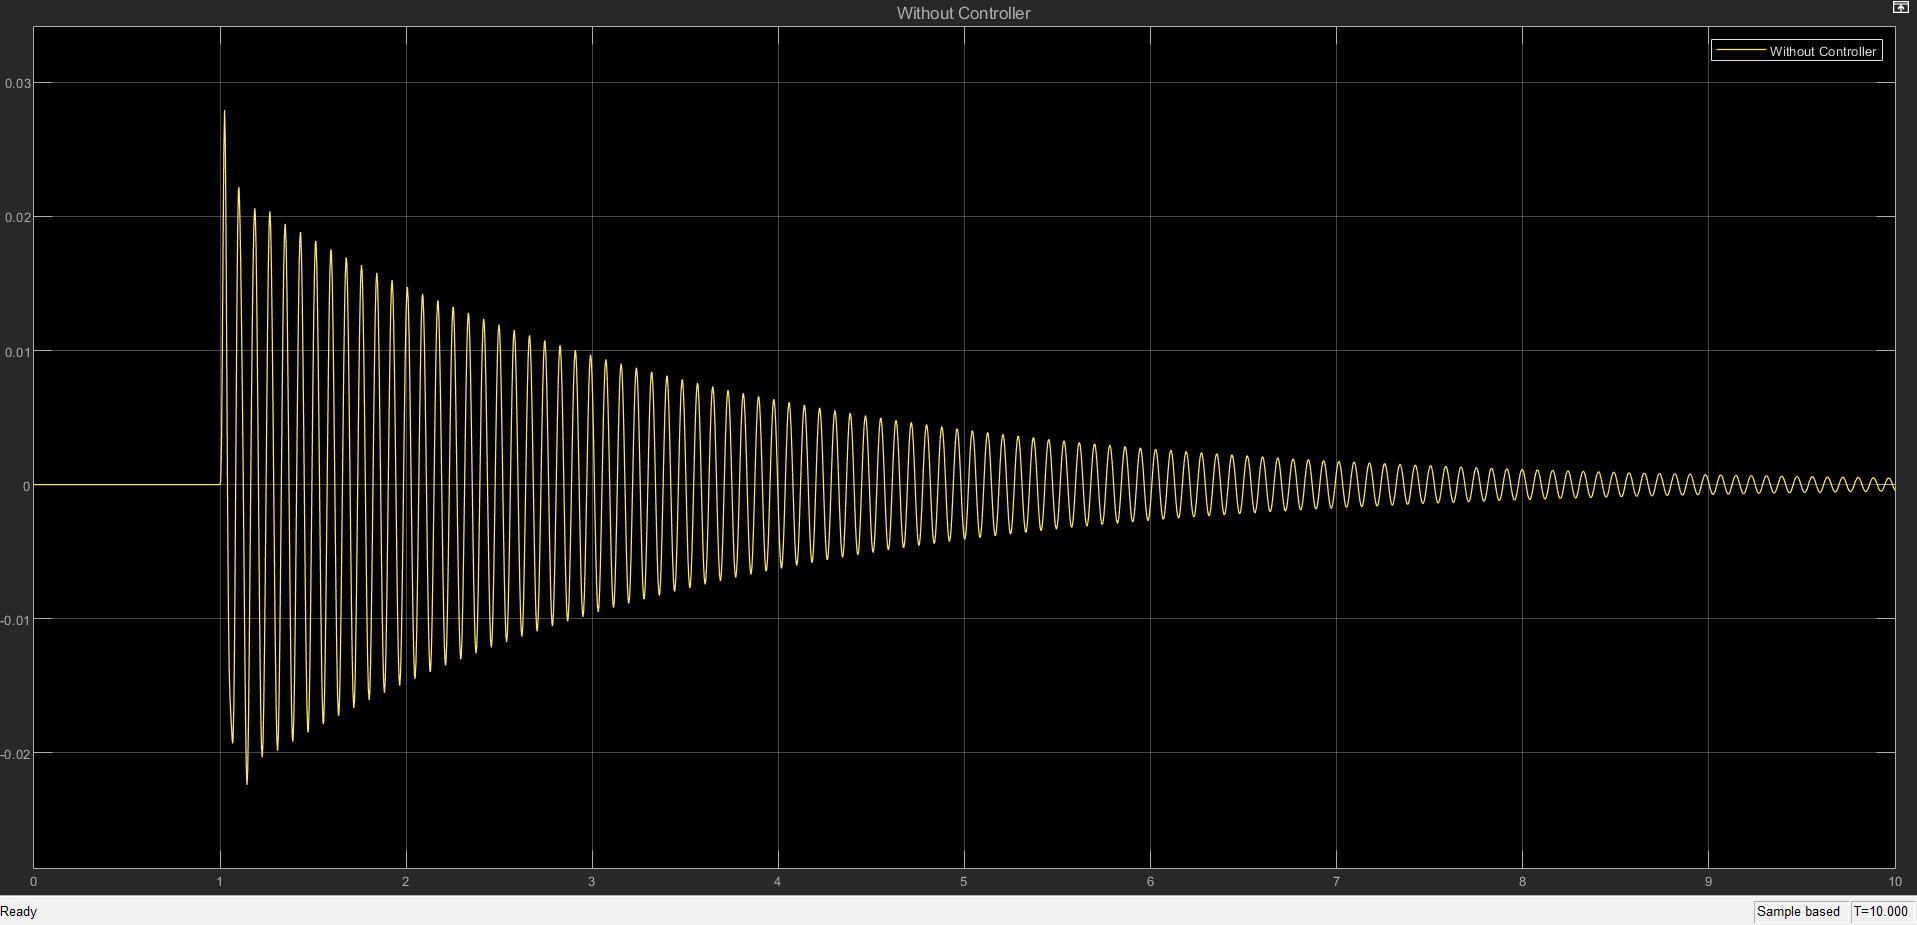 Without Controller
Without Controller
0.03
0.02
0.01
0
-0.01
-0.02
0 1 2 3 4 5 6 7 8 9 10
Ready Sample based T=10.000